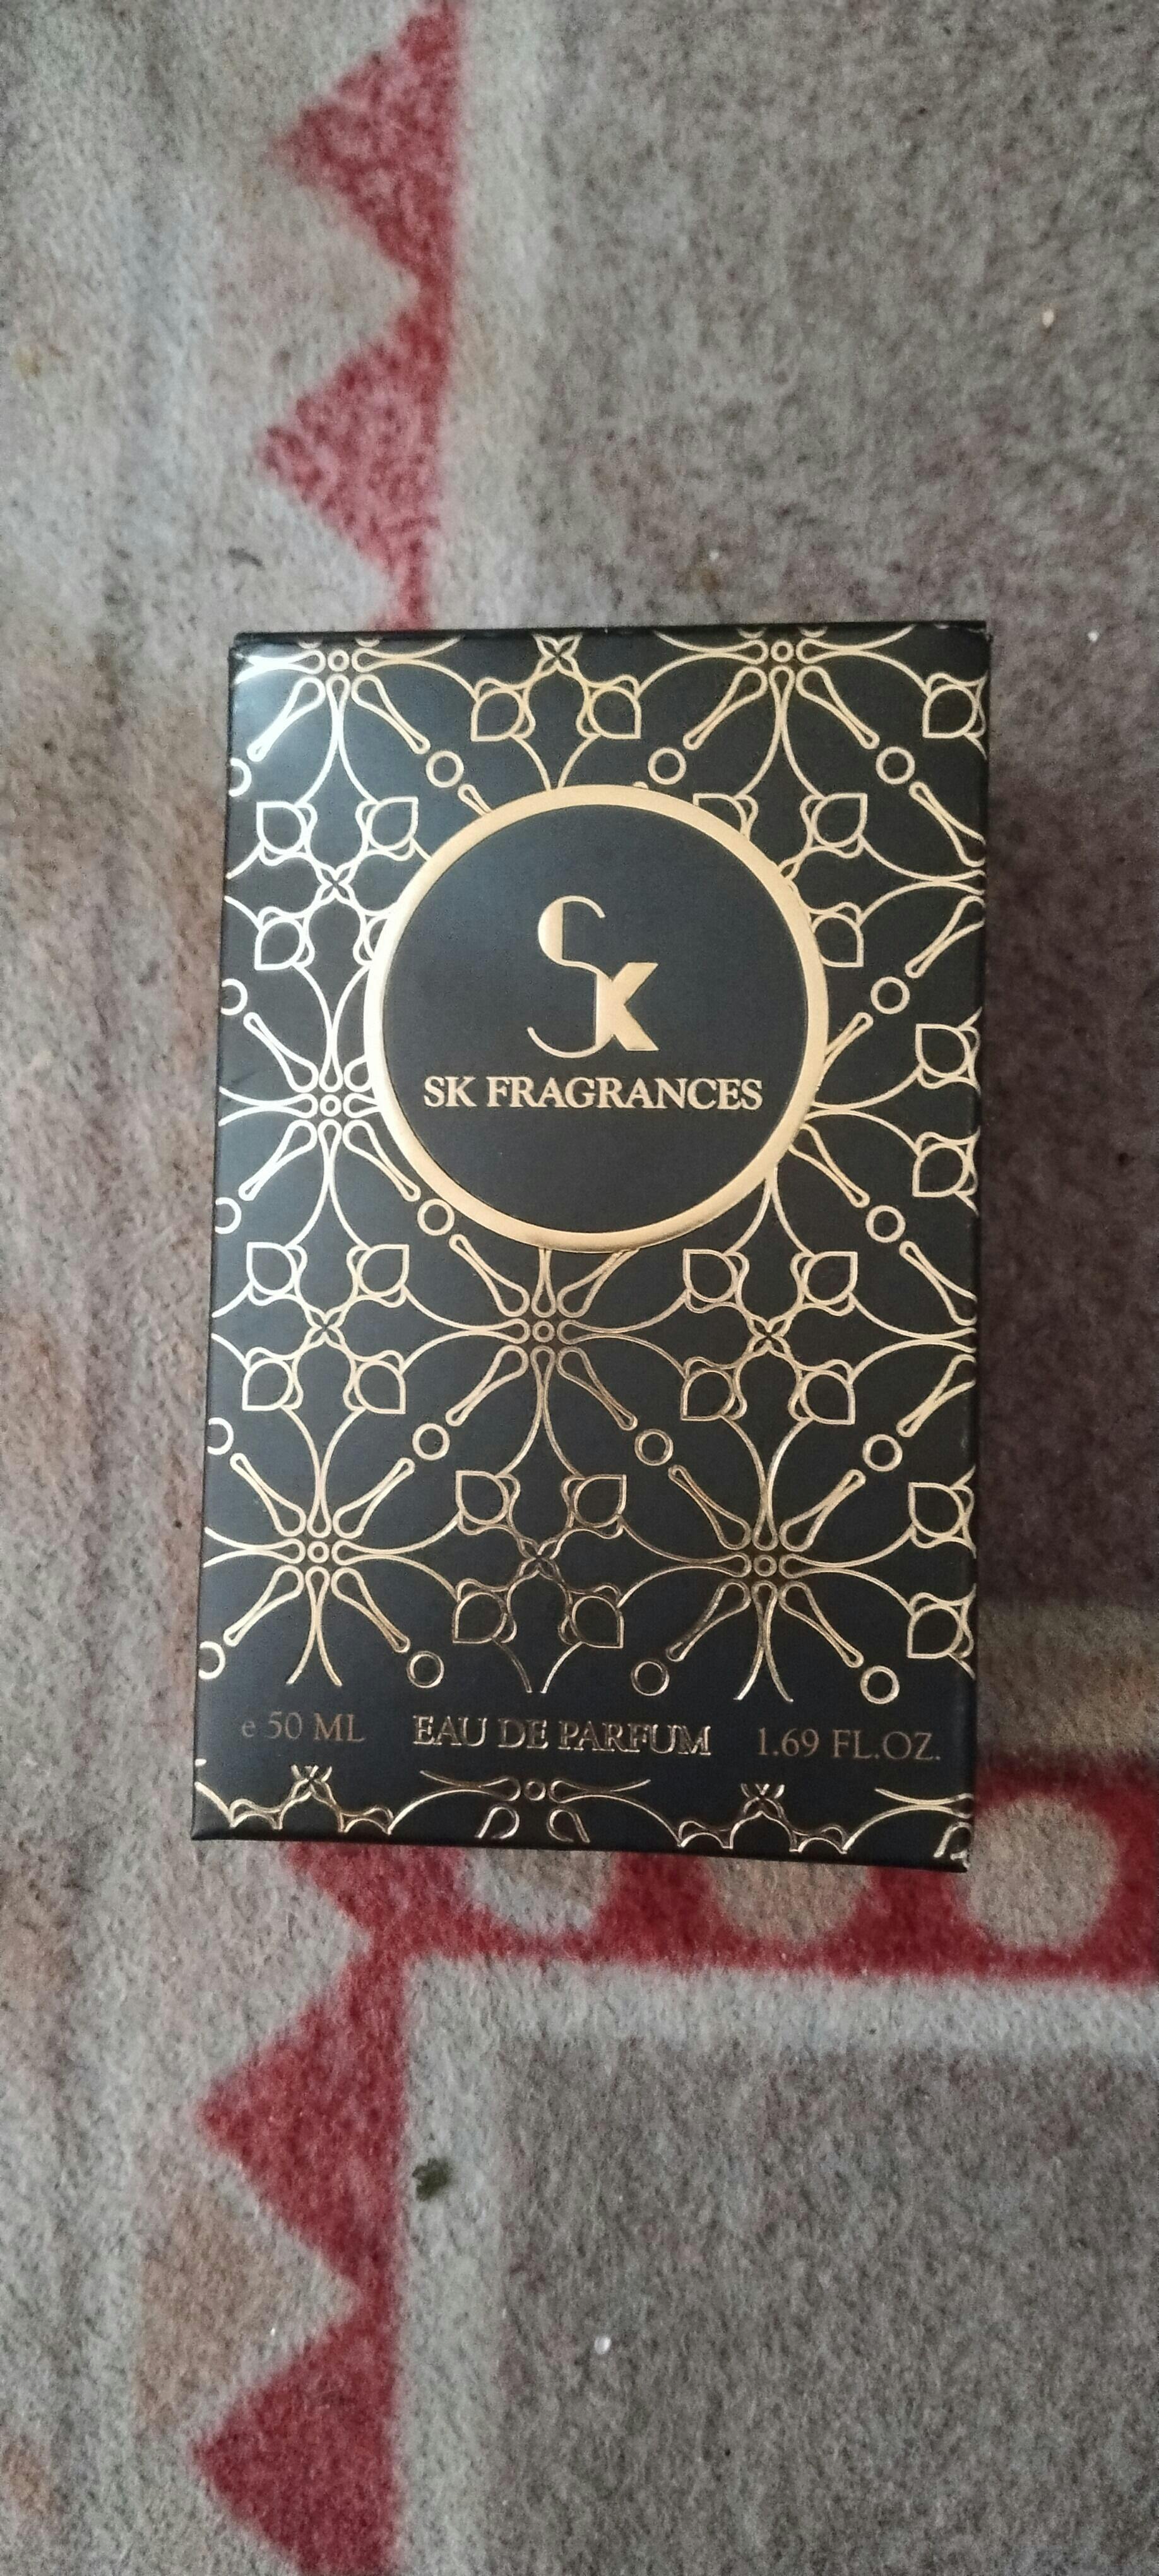 SK
SK FRAGRANCES
e 50 ML EAU DE PARFUM 1.69 FL.OZ.